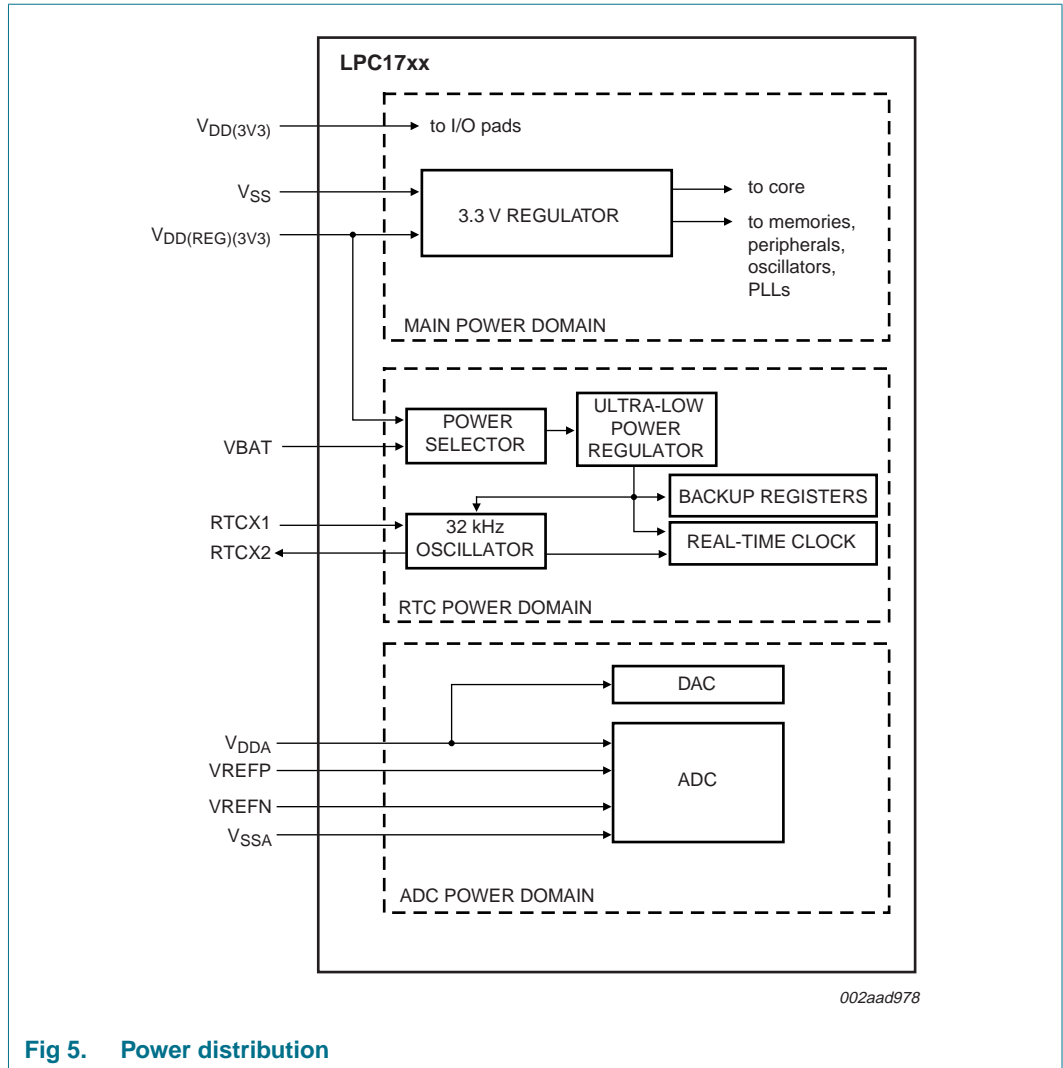 LPC17xx
VDD(3V3)
to I/O pads
VSS
3.3 V REGULATOR
to core
VDD(REG)(3V3)
to memories,
peripherals,
oscillators,
PLLs
MAIN POWER DOMAIN
VBAT
POWER
SELECTOR
ULTRA-LOW
POWER
REGULATOR
BACKUP REGISTERS
RTCX1
RTCX2
32 kHz
OSCILLATOR
REAL-TIME CLOCK
RTC POWER DOMAIN
DAC
VDDA
VREFP
VREFN
VSSA
ADC
ADC POWER DOMAIN
002aad978
Fig 5. Power distribution